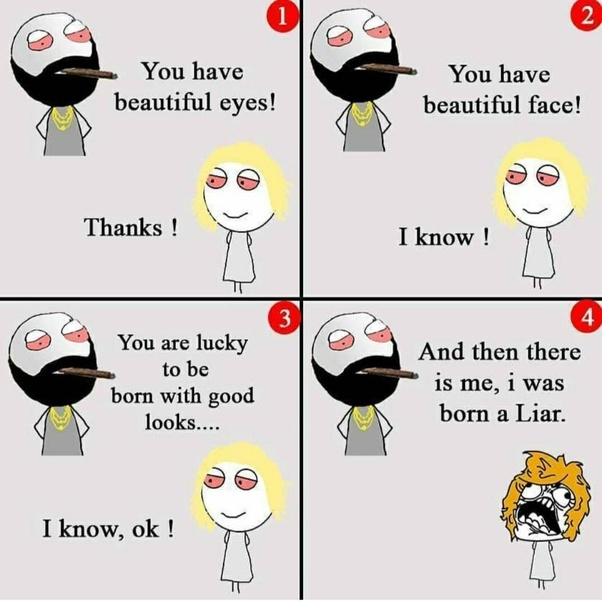 1
You have
beautiful eyes!
Thanks !
2
You have
beautiful face!
I know !
3
You are lucky
to be
born with good
looks....
I know, ok !
4
And then there
is me, i was
born a Liar.